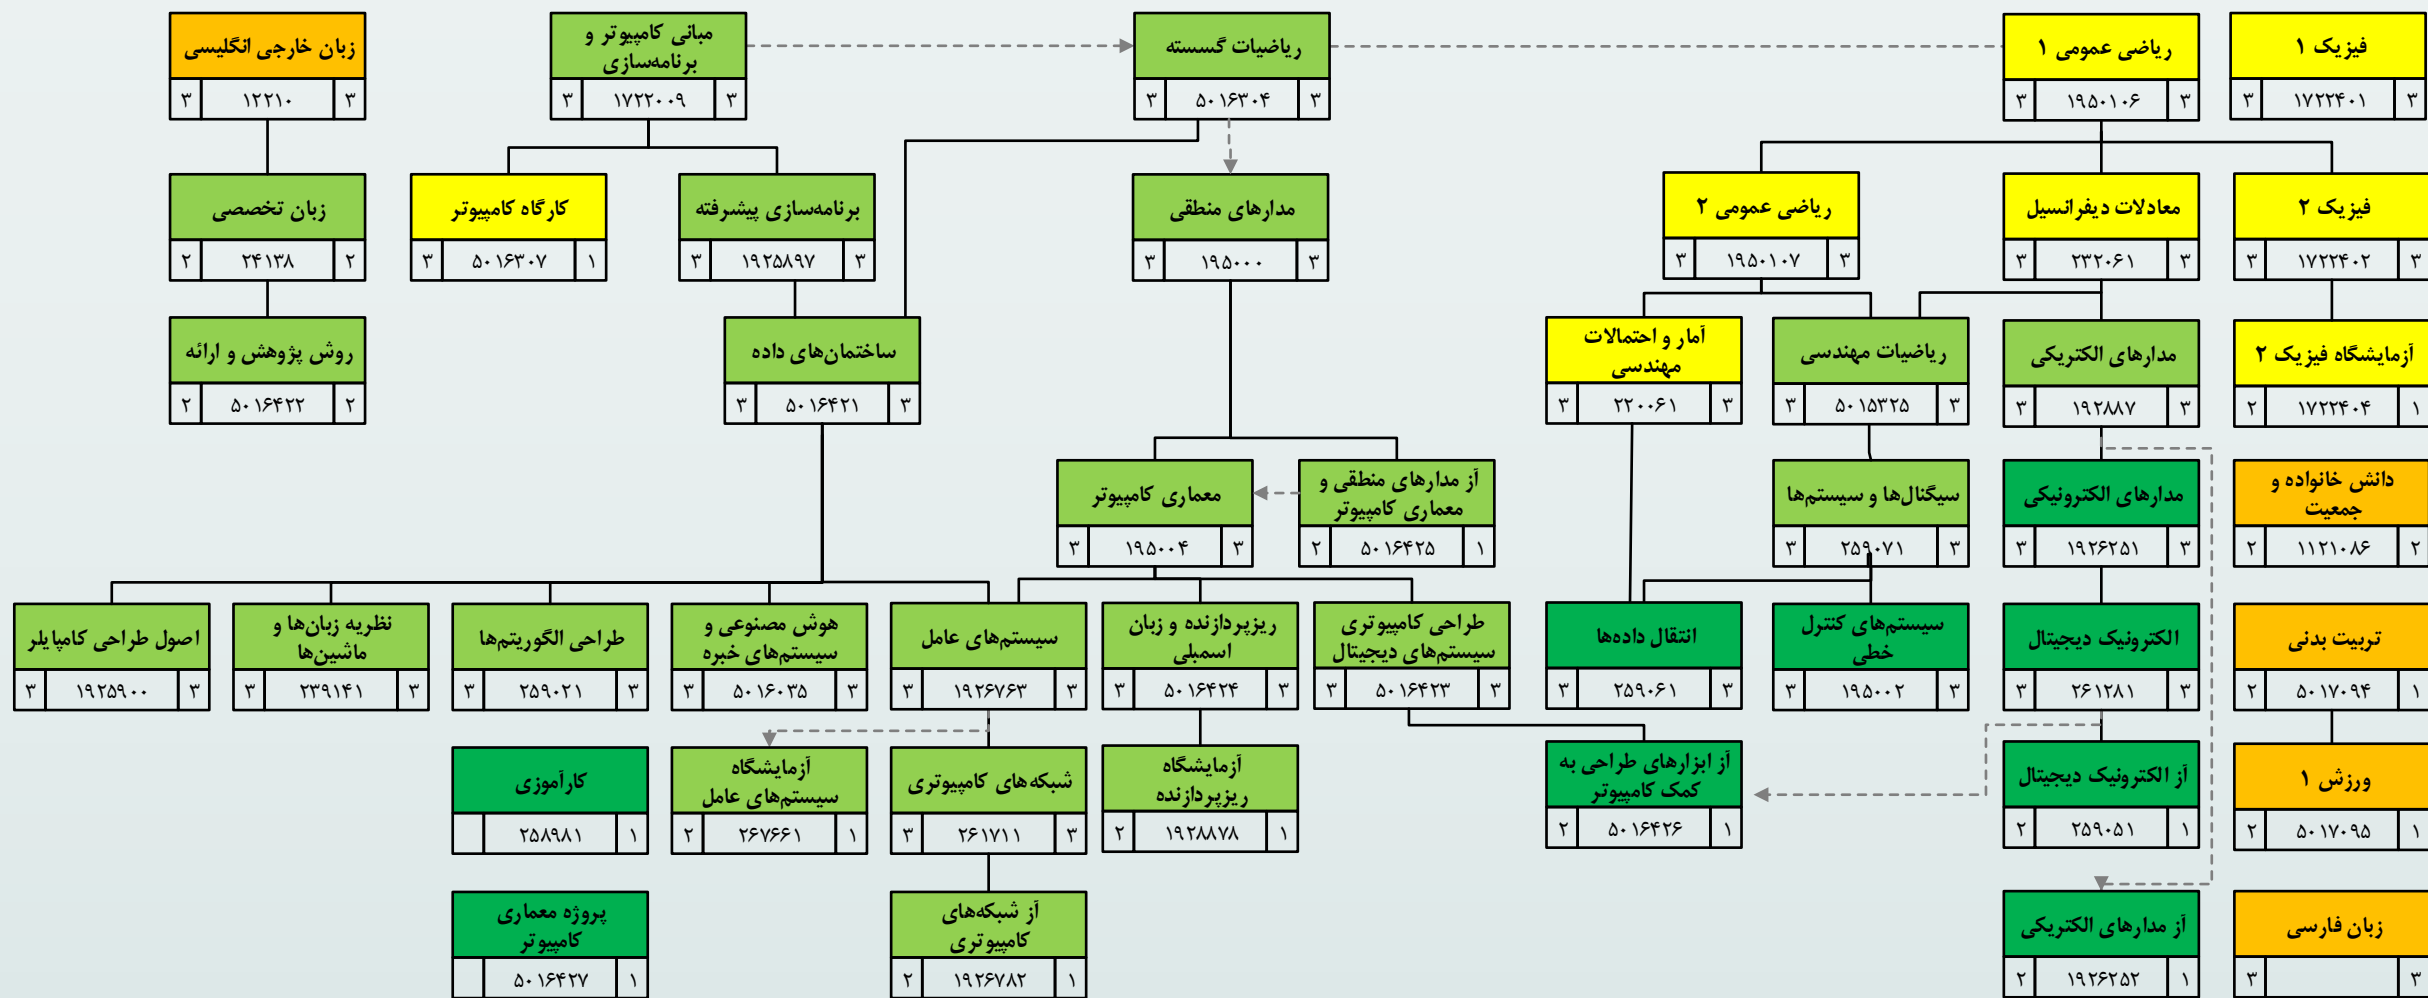 فیزیک ۱
۳ ۱۷۲۲۴۰۱ ۳
ریاضی عمومی ۱
۳ ۱۹۵۰۱۰۶ ۳
ریاضیات گسسته
۳ ۵۰۱۶۳۰۴ ۳
مبانی کامپیوتر و
برنامه‌سازی
۳ ۱۷۲۲۰۰۹ ۳
زبان خارجی انگلیسی
۳ ۱۲۲۱۰ ۳
فیزیک ۲
۳ ۱۷۲۲۴۰۲ ۳
معادلات دیفرانسیل
۳ ۲۳۲۰۶۱ ۳
ریاضی عمومی ۲
۳ ۱۹۵۰۱۰۷ ۳
مدارهای منطقی
۳ ۱۹۵۰۰۰ ۳
برنامه‌سازی پیشرفته
۳ ۱۹۲۵۸۹۷ ۳
کارگاه کامپیوتر
۱ ۵۰۱۶۳۰۷ ۳
زبان تخصصی
۲ ۲۴۱۳۸ ۲
آزمایشگاه فیزیک ۲
۱ ۱۷۲۲۴۰۴ ۲
مدارهای الکتریکی
۳ ۱۹۲۸۸۷ ۳
ریاضیات مهندسی
۳ ۵۰۱۵۳۲۵ ۳
آمار و احتمالات
مهندسی
۳ ۲۲۰۰۶۱ ۳
ساختمان‌های داده
۳ ۵۰۱۶۴۲۱ ۳
روش پژوهش و ارائه
۲ ۵۰۱۶۴۲۲ ۲
دانش خانواده و
جمعیت
۲ ۱۱۲۱۰۸۶ ۲
مدارهای الکترونیکی
۳ ۱۹۲۶۲۵۱ ۳
سیگنال‌ها و سیستم‌ها
۳ ۲۵۹۰۷۱ ۳
آز مدارهای منطقی و
معماری کامپیوتر
۱ ۵۰۱۶۴۲۵ ۲
معماری کامپیوتر
۳ ۱۹۵۰۰۴ ۳
تربیت بدنی
۱ ۵۰۱۷۰۹۴ ۲
الکترونیک دیجیتال
۳ ۲۶۱۲۸۱ ۳
سیستم‌های کنترل
خطی
۳ ۱۹۵۰۰۲ ۳
انتقال داده‌ها
۳ ۲۵۹۰۶۱ ۳
طراحی کامپیوتری
سیستم‌های دیجیتال
۳ ۵۰۱۶۴۲۳ ۳
ریزپردازنده و زبان
اسمبلی
۳ ۵۰۱۶۴۲۴ ۳
سیستم‌های عامل
۳ ۱۹۲۶۷۶۳ ۳
هوش مصنوعی و
سیستم‌های خبره
۳ ۵۰۱۶۰۳۵ ۳
طراحی الگوریتم‌ها
۳ ۲۵۹۰۲۱ ۳
نظریه زبان‌ها و
ماشین‌ها
۳ ۲۳۹۱۴۱ ۳
اصول طراحی کامپایلر
۳ ۱۹۲۵۹۰۰ ۳
ورزش ۱
۱ ۵۰۱۷۰۹۵ ۲
آز الکترونیک دیجیتال
۱ ۲۵۹۰۵۱ ۲
آز ابزارهای طراحی به
کمک کامپیوتر
۱ ۵۰۱۶۴۲۶ ۲
آزمایشگاه
ریزپردازنده
۱ ۱۹۲۸۸۷۸ ۲
شبکه‌های کامپیوتری
۳ ۲۶۱۷۱۱ ۳
آزمایشگاه
سیستم‌های عامل
۱ ۲۶۷۶۶۱ ۲
کارآموزی
۱ ۲۵۸۹۸۱
زبان فارسی
۳ ۳
آز مدارهای الکتریکی
۱ ۱۹۲۶۲۵۲ ۲
آز شبکه‌های
کامپیوتری
۱ ۱۹۲۶۷۸۲ ۲
پروژه معماری
کامپیوتر
۱ ۵۰۱۶۴۲۷